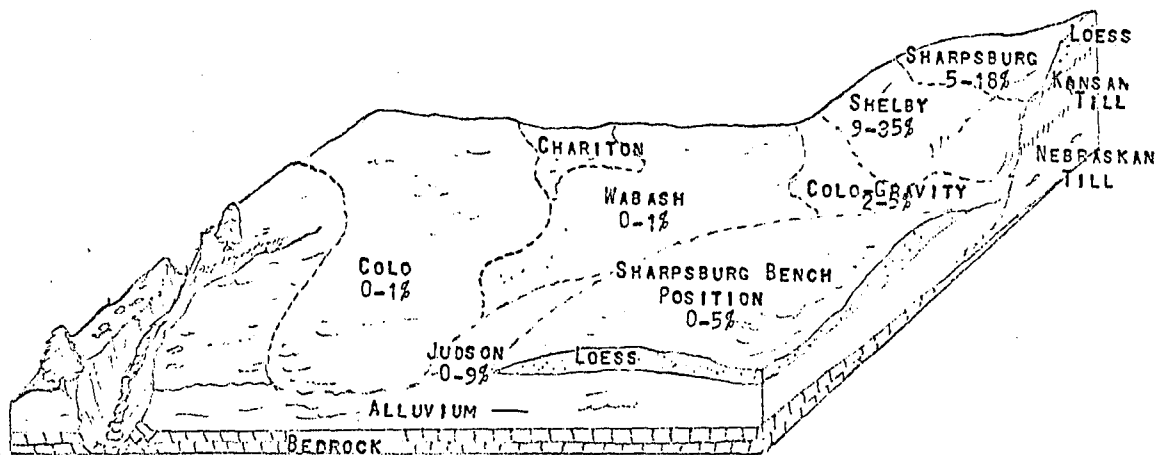 LOESS
SHARPSBURG
5-18%
KANSAN
TILL
SHELBY
9-35%
NEBRASKAN
TILL
CHARITON
COLO-GRAVITY
2-5%
WABASH
0-1%
COLO
0-1%
SHARPSBURG BENCH
POSITION
0-5%
JUDSON
0-9%
LOESS
ALLUVIUM
BEDROCK